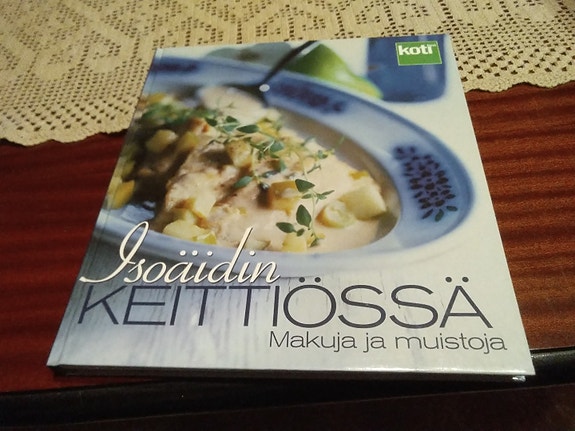 koti
Isoäidin
KEITTIÖSSÄ
Makuja ja muistoja